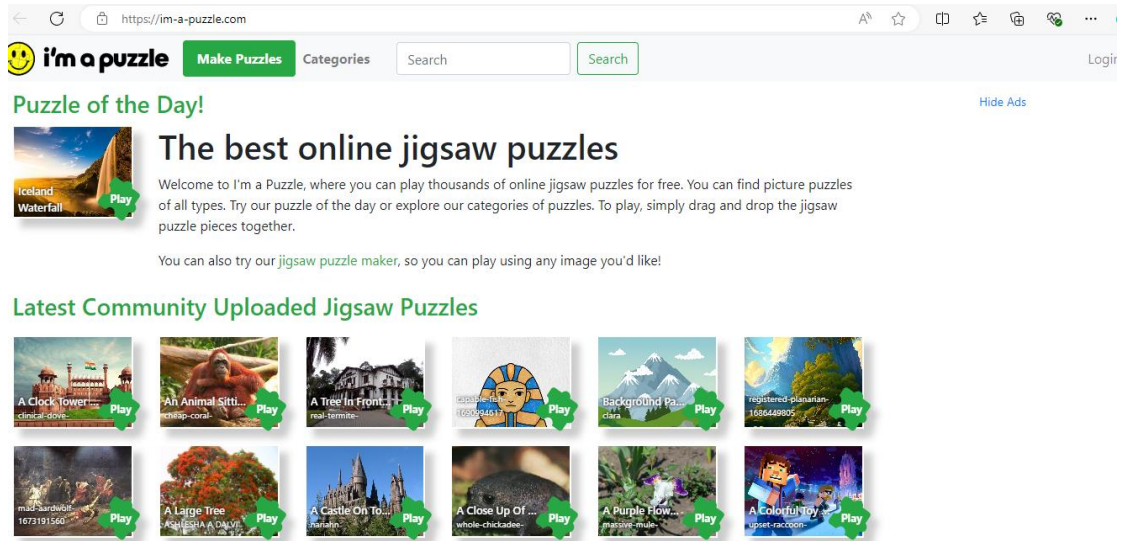 https://im-a-puzzle.com
i'm a puzzle
Make Puzzles
Categories
Search
Search
Login
Puzzle of the Day!
Hide Ads
Iceland
Waterfall
Play
The best online jigsaw puzzles
Welcome to I'm a Puzzle, where you can play thousands of online jigsaw puzzles for free. You can find picture puzzles
of all types. Try our puzzle of the day or explore our categories of puzzles. To play, simply drag and drop the jigsaw
puzzle pieces together.
You can also try our jigsaw puzzle maker, so you can play using any image you'd like!
Latest Community Uploaded Jigsaw Puzzles
A Clock Tower ...
clinical-dove-
Play
An Animal Sitti...
cheap-coral-
Play
A Tree In Front...
real-termite-
Play
capable-fish-
1690994617
Play
Background Pa...
clara
Play
registered-planarian-
1686449805
Play
mad-aardwolf-
1673191560
Play
A Large Tree
ASHLESHA A DALVI
Play
A Castle On To...
Play
A Close Up Of ...
whole-chickadee-
Play
A Purple Flow...
massive-mule-
Play
A Colorful Toy ...
upset-raccoon-
Play